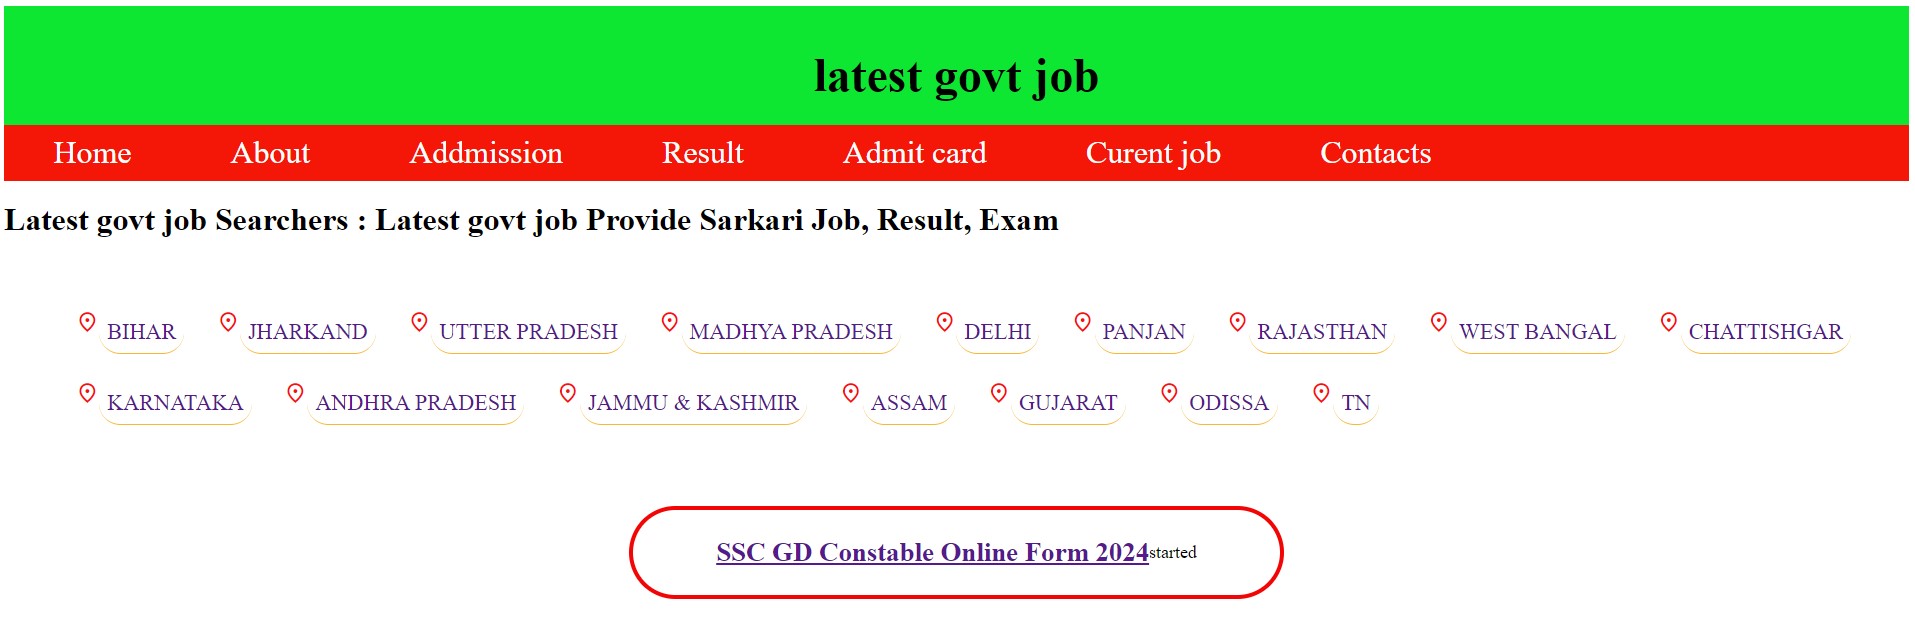 latest govt job
Home About Addmission Result Admit card Curent job Contacts
Latest govt job Searchers : Latest govt job Provide Sarkari Job, Result, Exam
BIHAR JHARKAND UTTER PRADESH MADHYA PRADESH DELHI PANJAN RAJASTHAN WEST BANGAL CHATTISHGAR
KARNATAKA ANDHRA PRADESH JAMMU & KASHMIR ASSAM GUJARAT ODISSA TN
SSC GD Constable Online Form 2024started